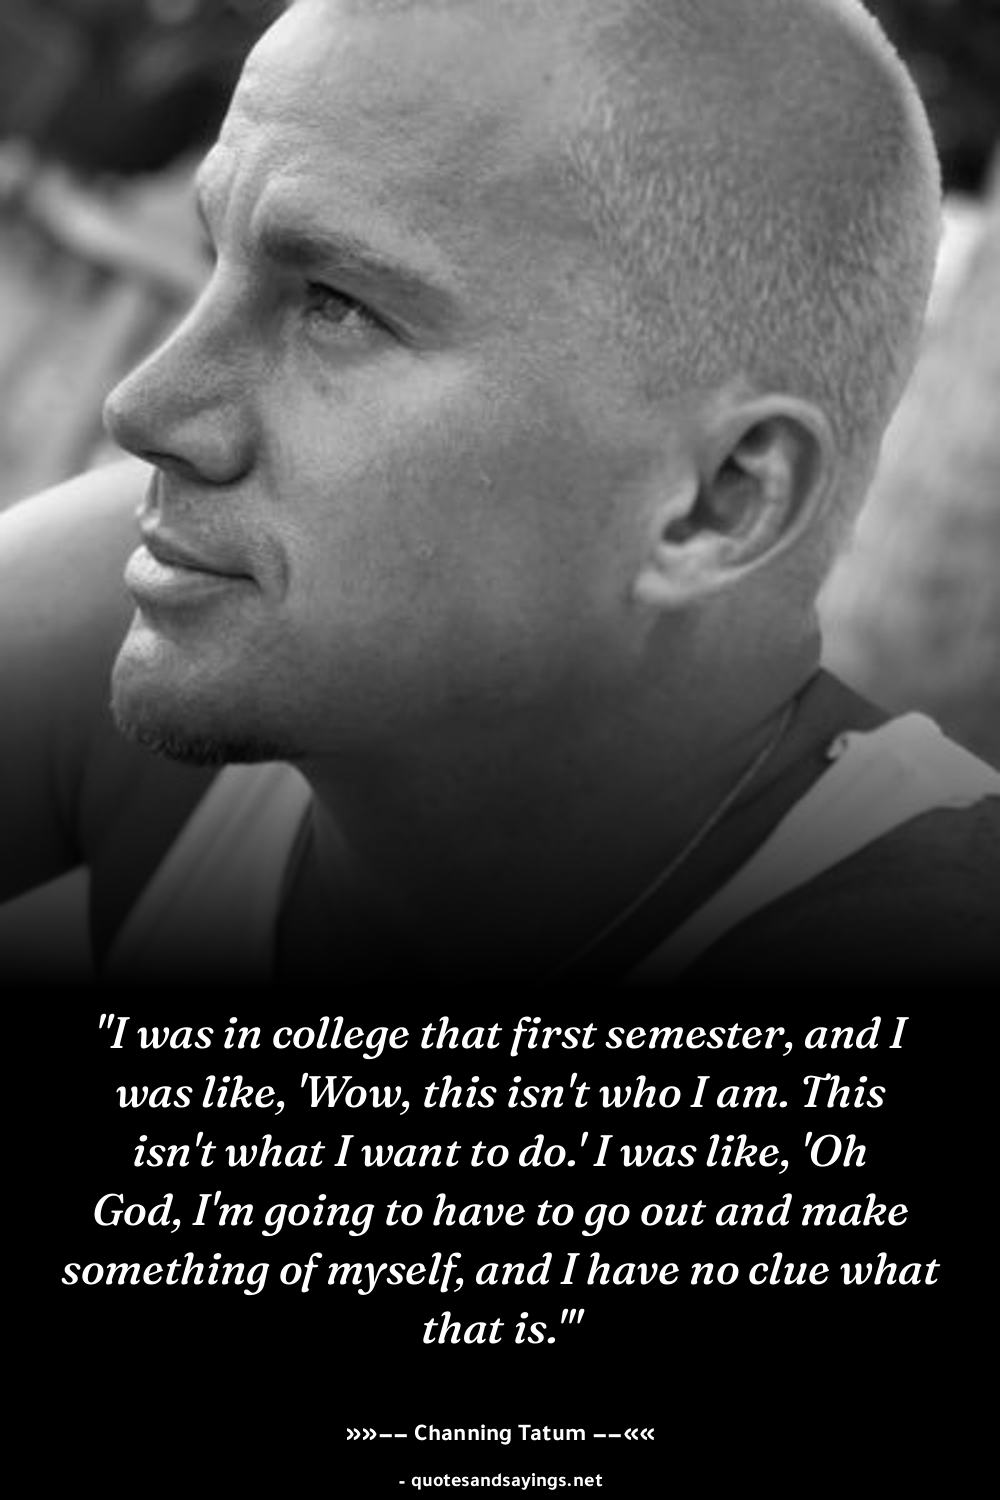 "I was in college that first semester, and I
was like, 'Wow, this isn't who I am. This
isn't what I want to do.' I was like, 'Oh
God, I'm going to have to go out and make
something of myself, and I have no clue what
that is.'"
»»−− Channing Tatum −−««
- quotesandsayings.net